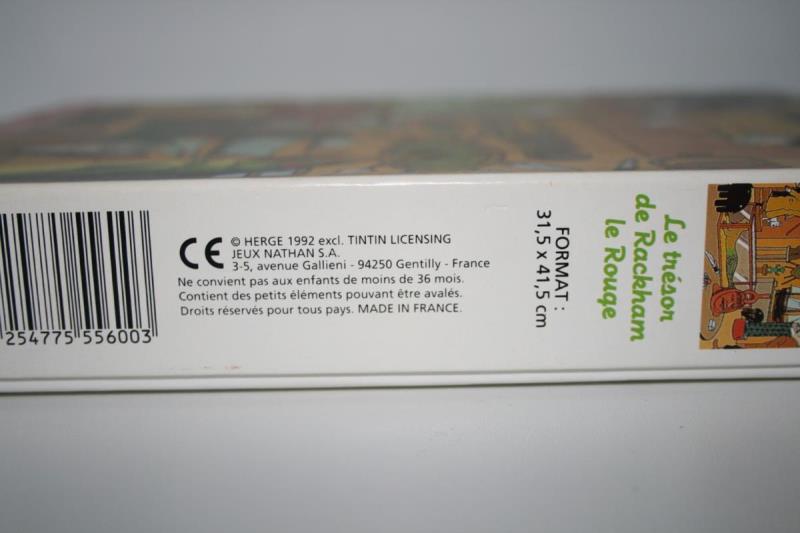 254775 556003
CE © HERGE 1992 excl. TINTIN LICENSING
JEUX NATHAN S.A.
3-5, avenue Gallieni - 94250 Gentilly - France
Ne convient pas aux enfants de moins de 36 mois.
Contient des petits éléments pouvant être avalés.
Droits réservés pour tous pays. MADE IN FRANCE.
FORMAT :
31,5 x 41,5 cm
Le trésor
de Rackham
le Rouge